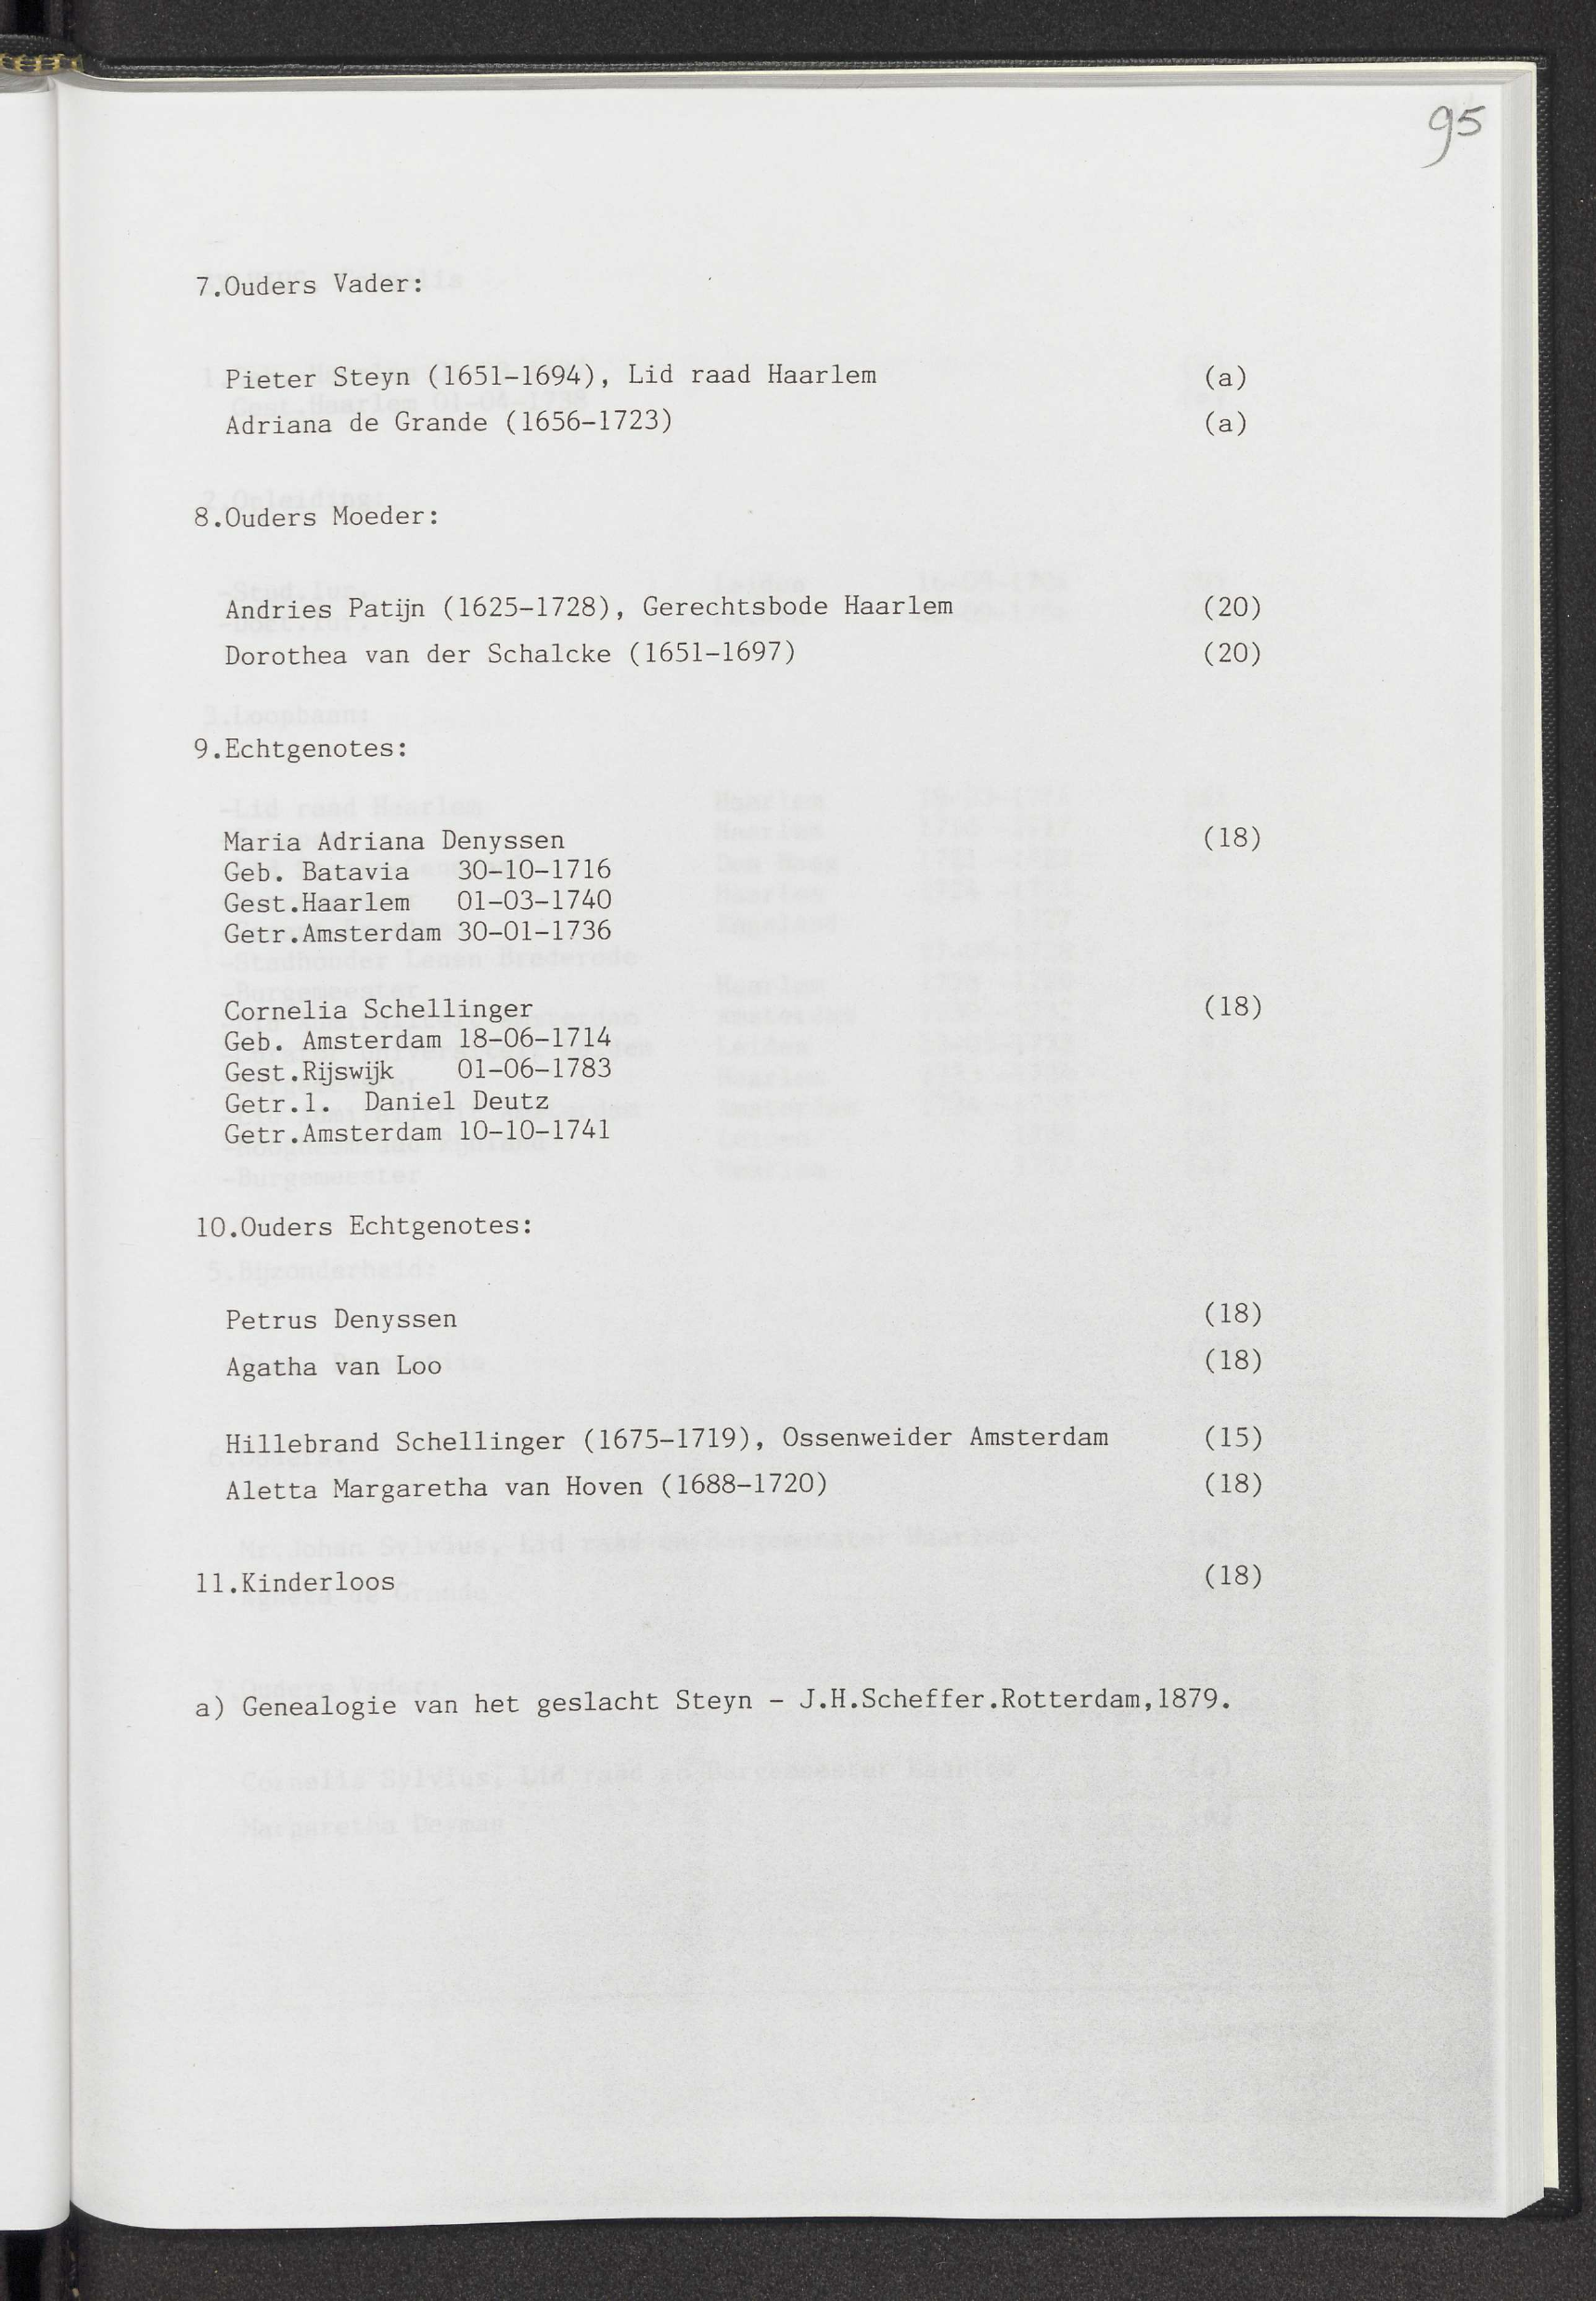 95
7.Ouders Vader:
Pieter Steyn (1651-1694), Lid raad Haarlem (a)
Adriana de Grande (1656-1723) (a)
8.Ouders Moeder:
Andries Patijn (1625-1728), Gerechtsbode Haarlem (20)
Dorothea van der Schalcke (1651-1697) (20)
9.Echtgenotes:
Maria Adriana Denyssen (18)
Geb. Batavia 30-10-1716
Gest.Haarlem 01-03-1740
Getr.Amsterdam 30-01-1736
Cornelia Schellinger (18)
Geb. Amsterdam 18-06-1714
Gest.Rijswijk 01-06-1783
Getr.1. Daniel Deutz
Getr.Amsterdam 10-10-1741
10.Ouders Echtgenotes:
Petrus Denyssen (18)
Agatha van Loo (18)
Hillebrand Schellinger (1675-1719), Ossenweider Amsterdam (15)
Aletta Margaretha van Hoven (1688-1720) (18)
11.Kinderloos (18)
a) Genealogie van het geslacht Steyn - J.H.Scheffer.Rotterdam,1879.